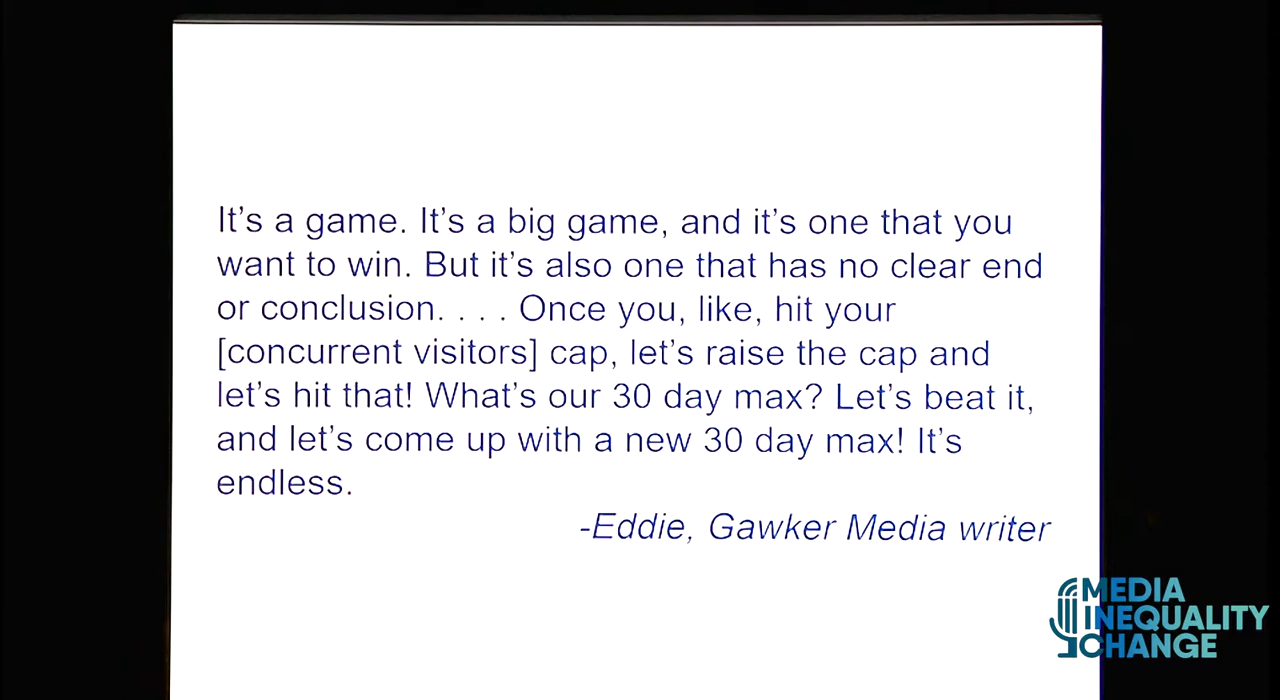 It’s a game. It’s a big game, and it’s one that you
want to win. But it’s also one that has no clear end
or conclusion. . . . Once you, like, hit your
[concurrent visitors] cap, let’s raise the cap and
let’s hit that! What’s our 30 day max? Let’s beat it,
and let’s come up with a new 30 day max! It’s
endless.
-Eddie, Gawker Media writer
MEDIA
INEQUALITY
CHANGE